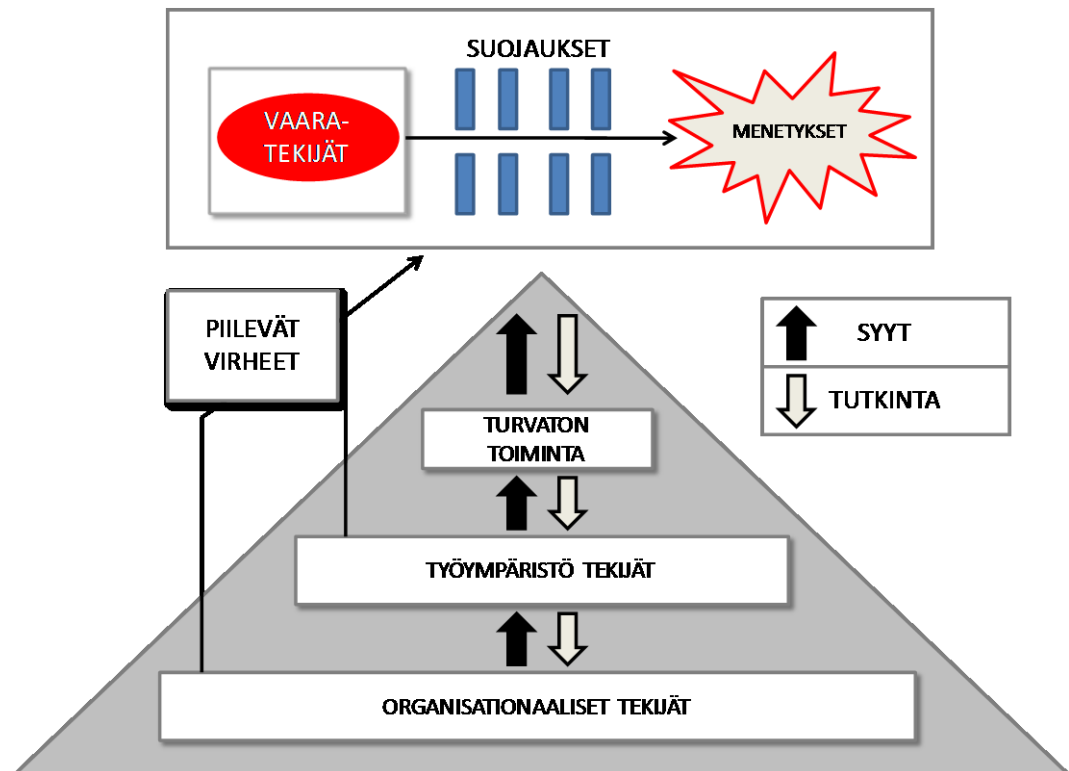 SUOJAUKSET
VAARA-
TEKIJÄT
MENETYKSET
PIILEVÄT
VIRHEET
SYYT
TUTKINTA
TURVATON
TOIMINTA
TYÖYMPÄRISTÖ TEKIJÄT
ORGANISATIONAALISET TEKIJÄT